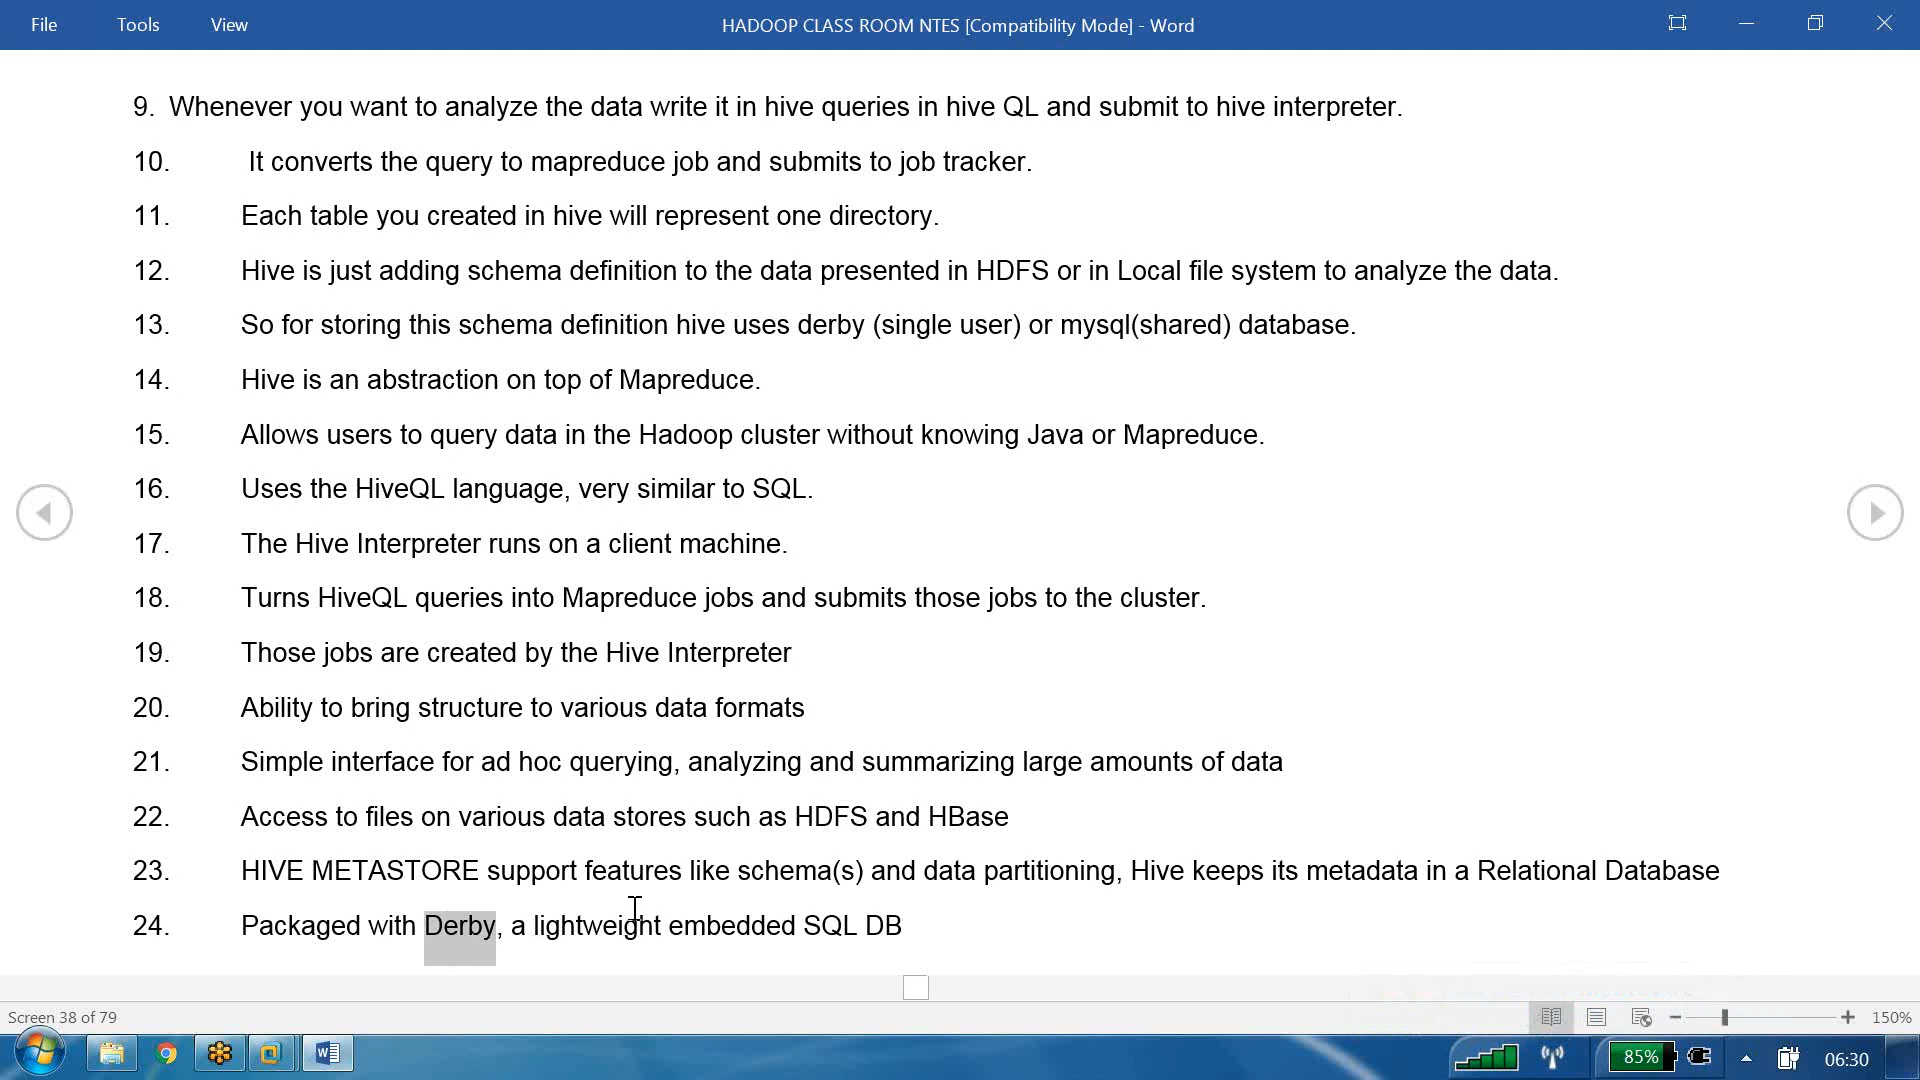 File Tools View HADOOP CLASS ROOM NTES [Compatibility Mode] - Word
9. Whenever you want to analyze the data write it in hive queries in hive QL and submit to hive interpreter.
10. It converts the query to mapreduce job and submits to job tracker.
11. Each table you created in hive will represent one directory.
12. Hive is just adding schema definition to the data presented in HDFS or in Local file system to analyze the data.
13. So for storing this schema definition hive uses derby (single user) or mysql(shared) database.
14. Hive is an abstraction on top of Mapreduce.
15. Allows users to query data in the Hadoop cluster without knowing Java or Mapreduce.
16. Uses the HiveQL language, very similar to SQL.
17. The Hive Interpreter runs on a client machine.
18. Turns HiveQL queries into Mapreduce jobs and submits those jobs to the cluster.
19. Those jobs are created by the Hive Interpreter
20. Ability to bring structure to various data formats
21. Simple interface for ad hoc querying, analyzing and summarizing large amounts of data
22. Access to files on various data stores such as HDFS and HBase
23. HIVE METASTORE support features like schema(s) and data partitioning, Hive keeps its metadata in a Relational Database
24. Packaged with Derby, a lightweight embedded SQL DB
Screen 38 of 79 150%
85% 06:30